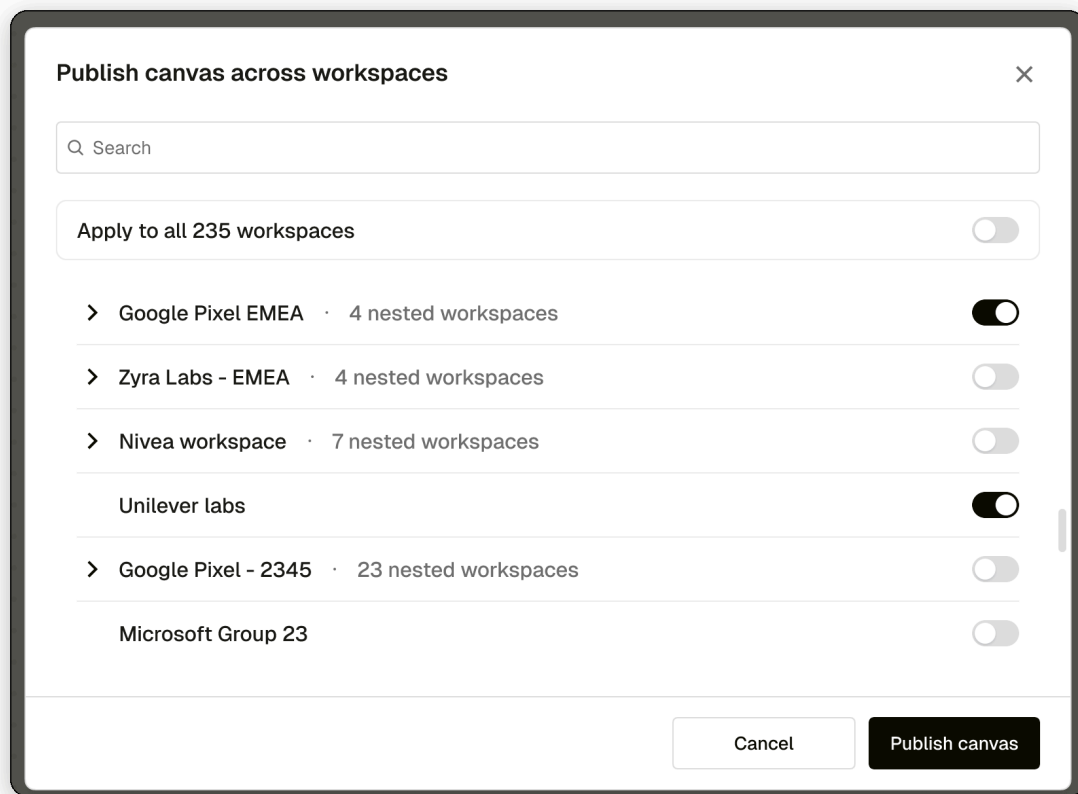 Publish canvas across workspaces
Search
Apply to all 235 workspaces
Google Pixel EMEA · 4 nested workspaces
Zyra Labs - EMEA · 4 nested workspaces
Nivea workspace · 7 nested workspaces
Unilever labs
Google Pixel - 2345 · 23 nested workspaces
Microsoft Group 23
Cancel Publish canvas